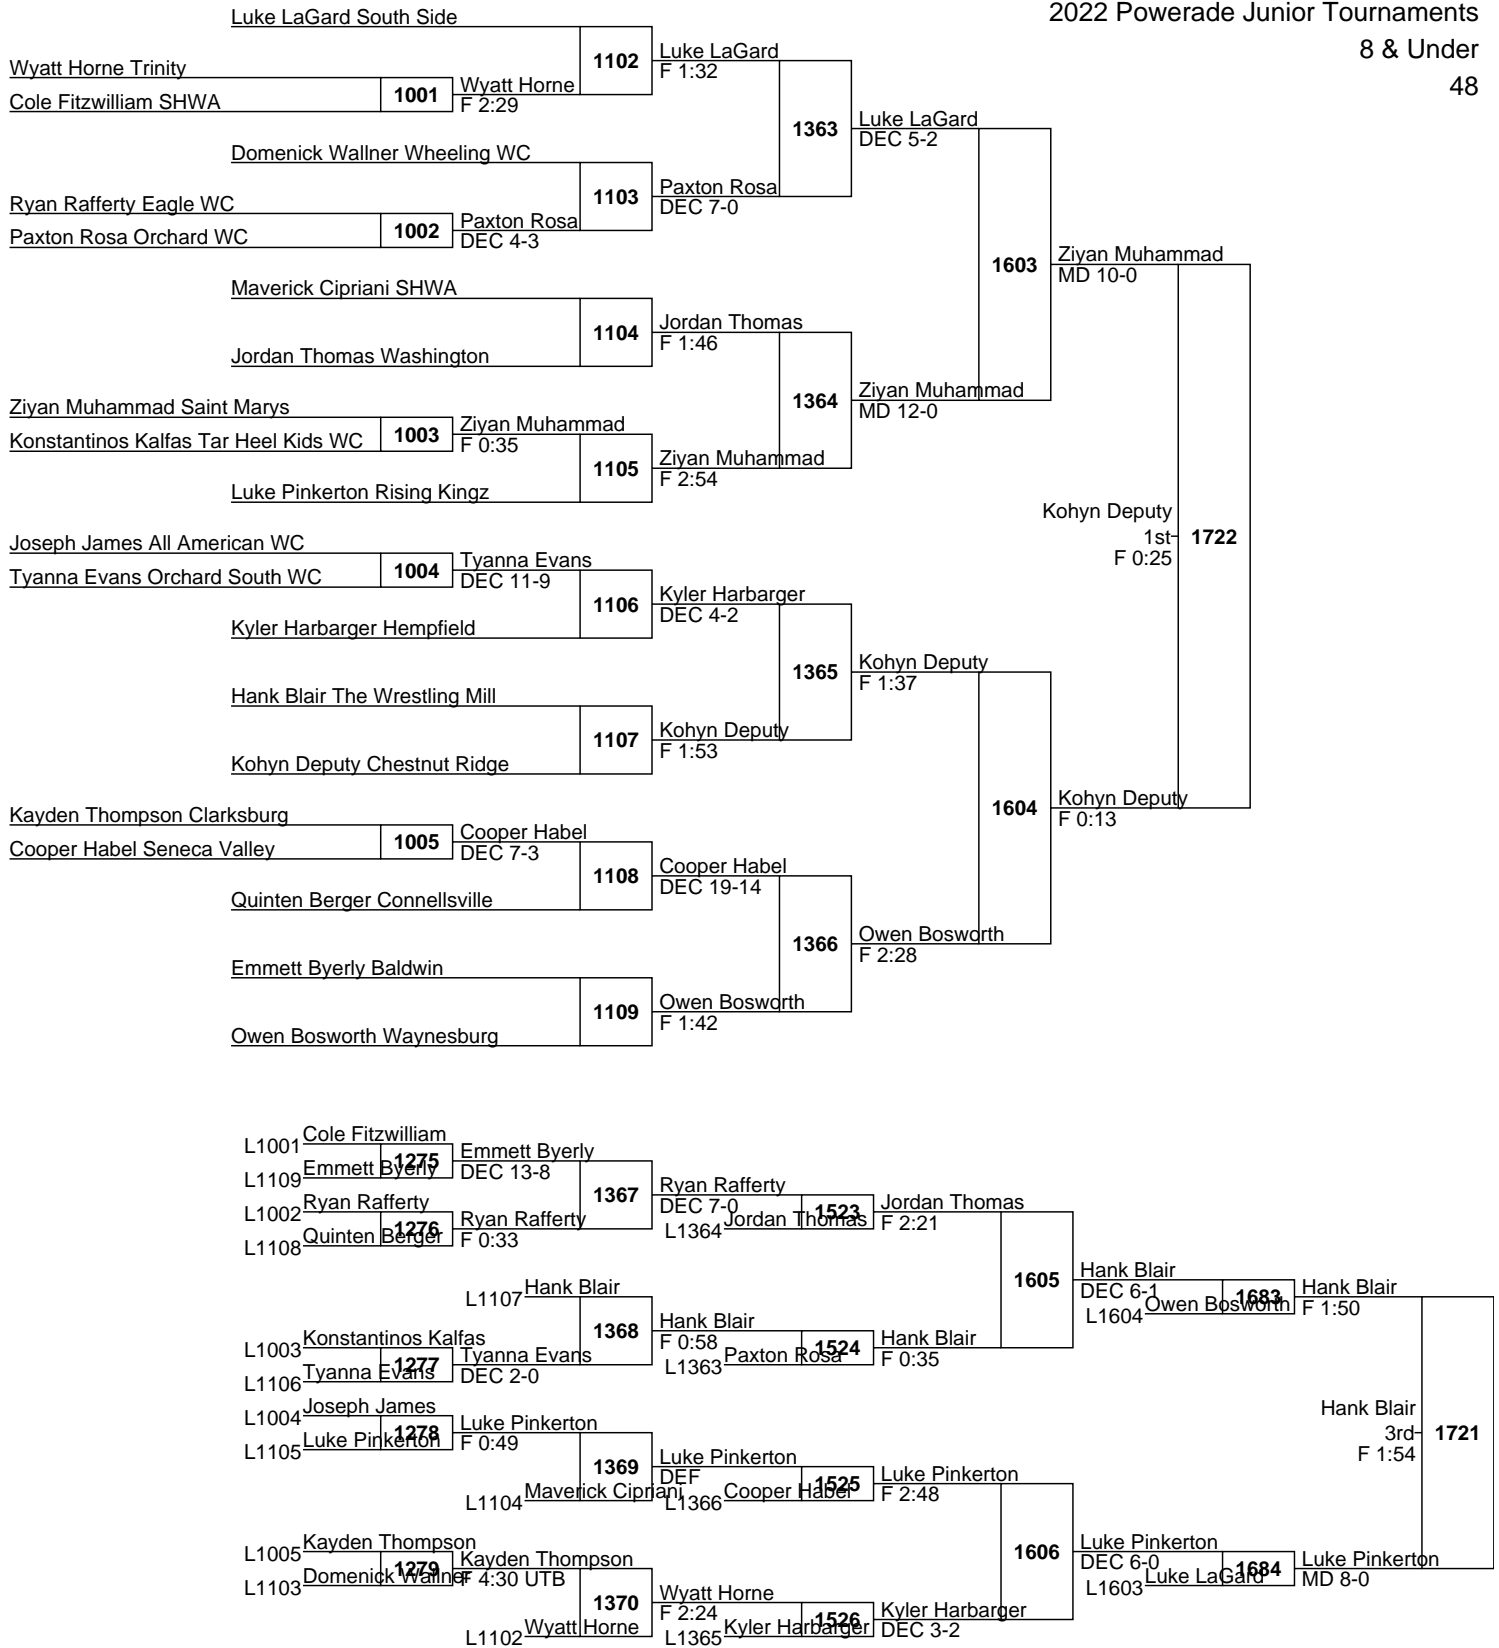 2022 Powerade Junior Tournaments
8 & Under
48
Luke LaGard South Side
1102
Luke LaGard
F 1:32
Wyatt Horne Trinity
1001
Wyatt Horne
F 2:29
Cole Fitzwilliam SHWA
1363
Luke LaGard
DEC 5-2
Domenick Wallner Wheeling WC
1103
Paxton Rosa
DEC 7-0
Ryan Rafferty Eagle WC
1002
Paxton Rosa
DEC 4-3
Paxton Rosa Orchard WC
1603
Ziyan Muhammad
MD 10-0
Maverick Cipriani SHWA
1104
Jordan Thomas
F 1:46
Jordan Thomas Washington
1364
Ziyan Muhammad
MD 12-0
Ziyan Muhammad Saint Marys
1003
Ziyan Muhammad
F 0:35
Konstantinos Kalfas Tar Heel Kids WC
1105
Ziyan Muhammad
F 2:54
Luke Pinkerton Rising Kingz
Kohyn Deputy
1st
F 0:25
1722
Joseph James All American WC
1004
Tyanna Evans
DEC 11-9
Tyanna Evans Orchard South WC
1106
Kyler Harbarger
DEC 4-2
Kyler Harbarger Hempfield
1365
Kohyn Deputy
F 1:37
Hank Blair The Wrestling Mill
1107
Kohyn Deputy
F 1:53
Kohyn Deputy Chestnut Ridge
1604
Kohyn Deputy
F 0:13
Kayden Thompson Clarksburg
1005
Cooper Habel
DEC 7-3
Cooper Habel Seneca Valley
1108
Cooper Habel
DEC 19-14
Quinten Berger Connellsville
1366
Owen Bosworth
F 2:28
Emmett Byerly Baldwin
1109
Owen Bosworth
F 1:42
Owen Bosworth Waynesburg
L1001 Cole Fitzwilliam
1275
Emmett Byerly
DEC 13-8
L1109 Emmett Byerly
1367
Ryan Rafferty
DEC 7-0
L1002 Ryan Rafferty
1276
Ryan Rafferty
F 0:33
L1108 Quinten Berger
1523
Jordan Thomas
F 2:21
L1364 Jordan Thomas
1605
Hank Blair
DEC 6-1
L1107 Hank Blair
1368
Hank Blair
F 0:58
L1003 Konstantinos Kalfas
1277
Tyanna Evans
DEC 2-0
L1106 Tyanna Evans
1524
Hank Blair
F 0:35
L1363 Paxton Rosa
1683
Hank Blair
F 1:50
L1604 Owen Bosworth
Hank Blair
3rd
F 1:54
1721
L1004 Joseph James
1278
Luke Pinkerton
F 0:49
L1105 Luke Pinkerton
1369
Luke Pinkerton
DEF
L1104 Maverick Cipriani
1525
Luke Pinkerton
F 2:48
L1366 Cooper Habel
1606
Luke Pinkerton
DEC 6-0
L1005 Kayden Thompson
1279
Kayden Thompson
F 4:30 UTB
L1103 Domenick Wallner
1370
Wyatt Horne
F 2:24
L1102 Wyatt Horne
1526
Kyler Harbarger
DEC 3-2
L1365 Kyler Harbarger
1684
Luke Pinkerton
MD 8-0
L1603 Luke LaGard